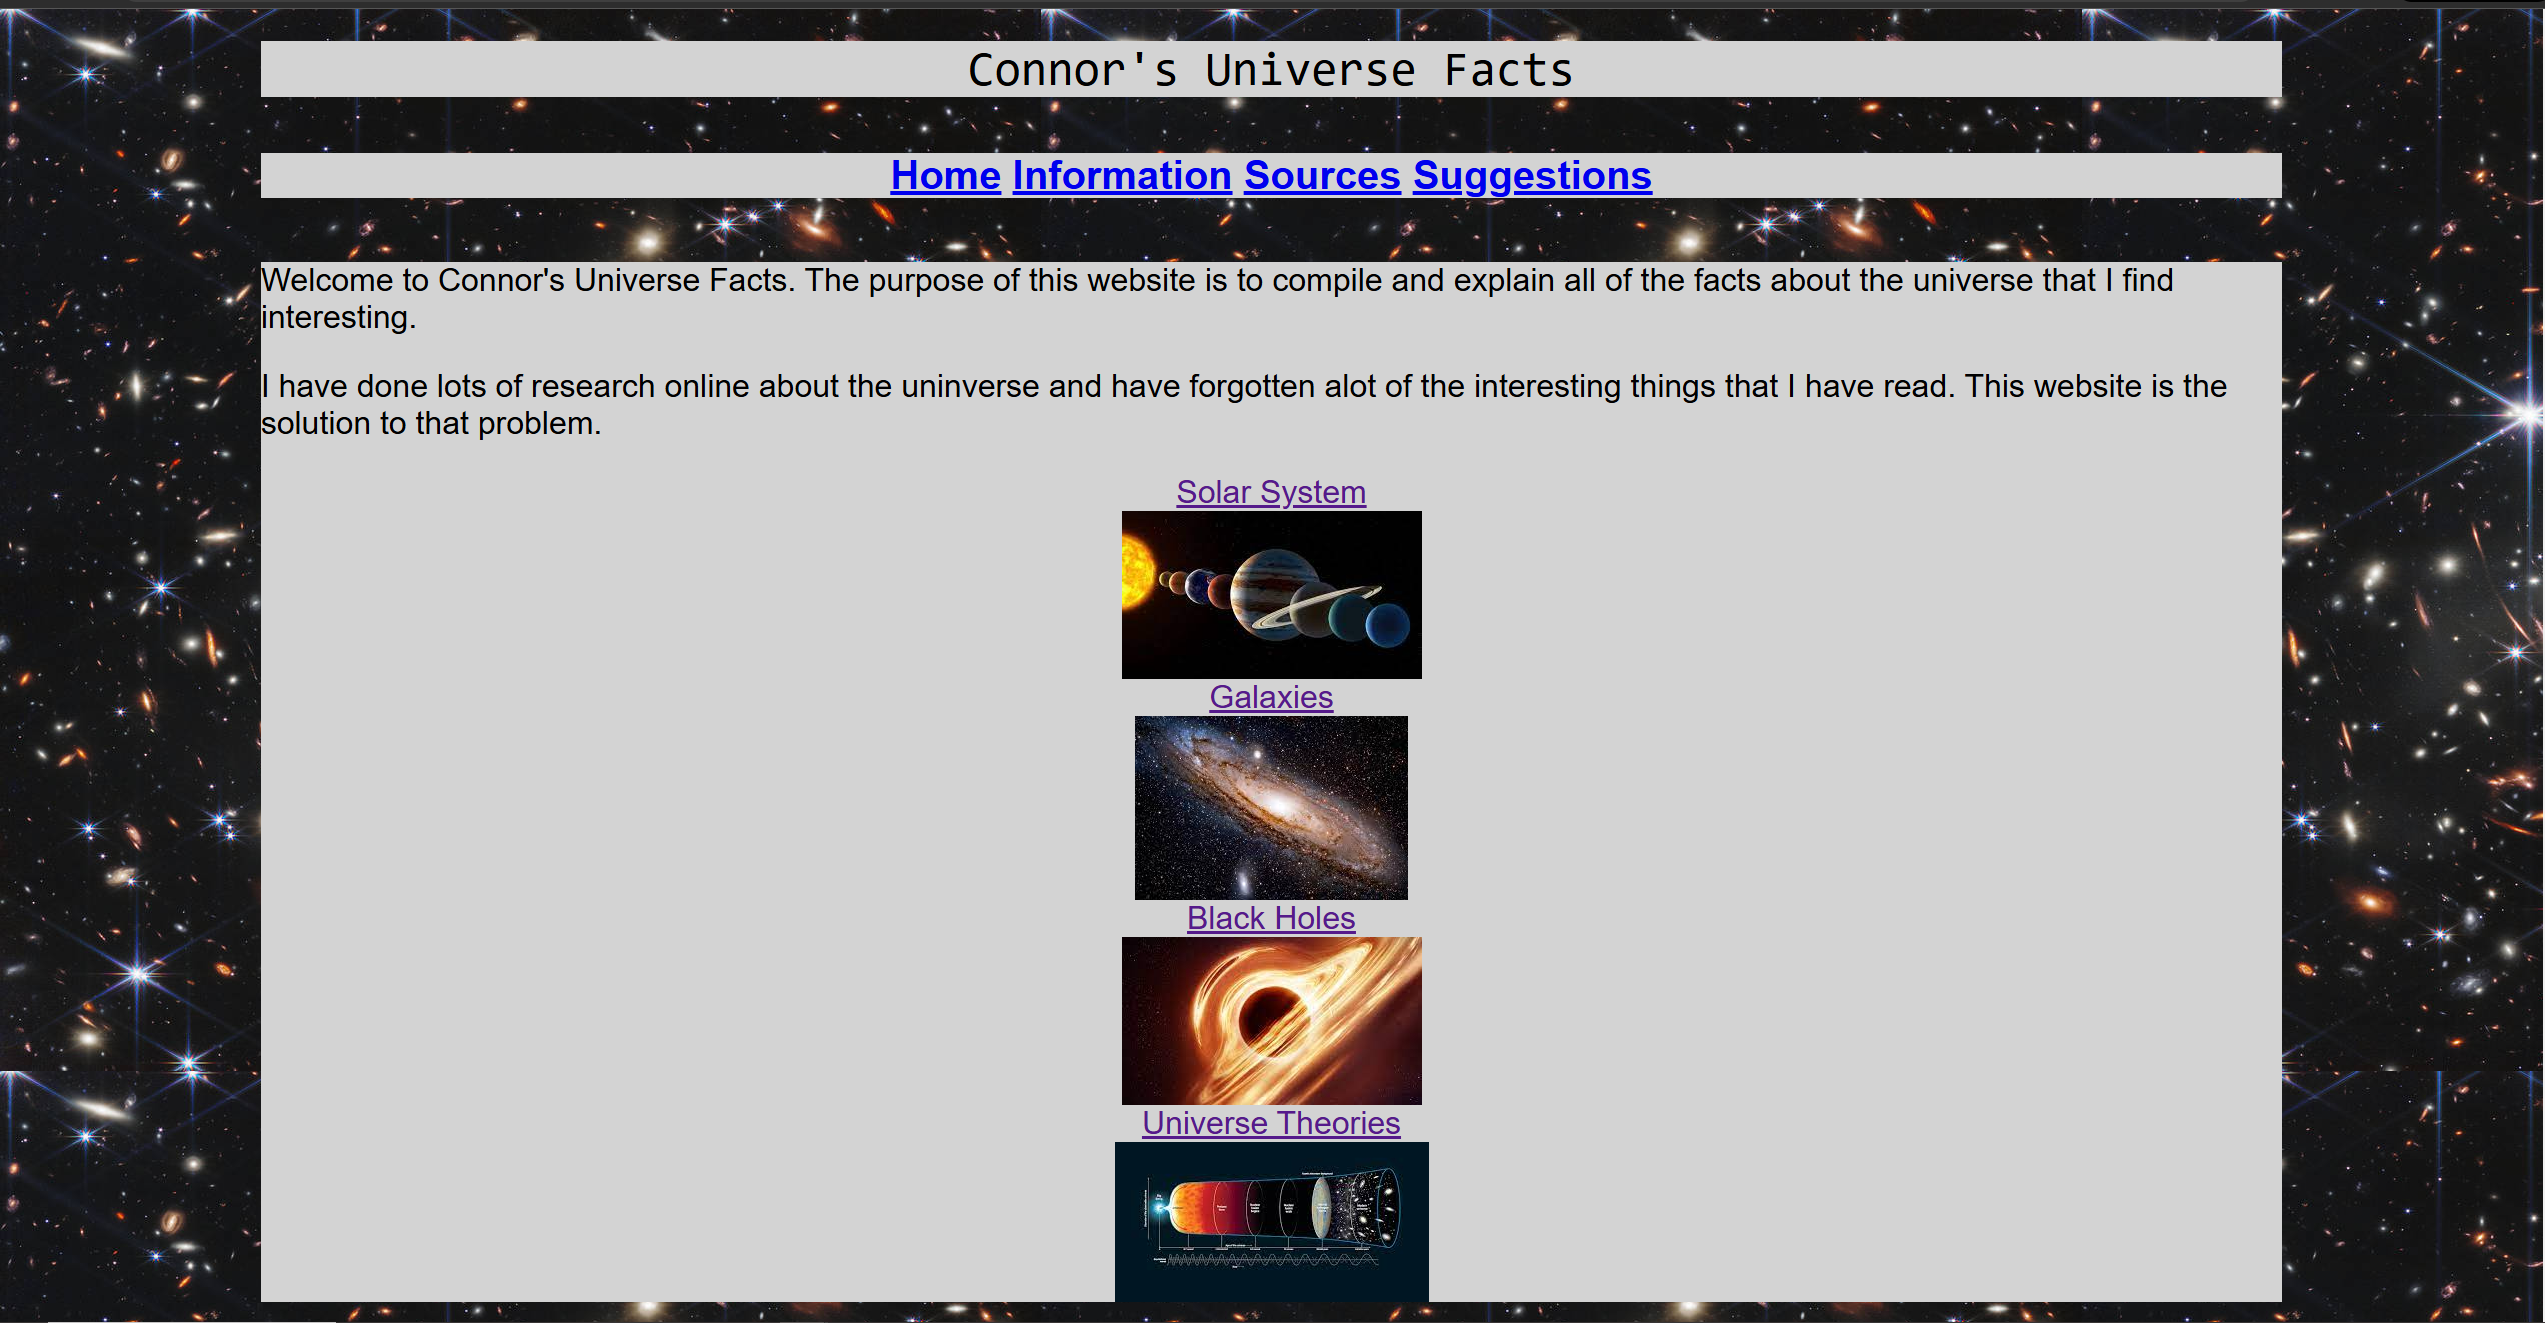 Connor's Universe Facts
Home Information Sources Suggestions
Welcome to Connor's Universe Facts. The purpose of this website is to compile and explain all of the facts about the universe that I find
interesting.
I have done lots of research online about the uninverse and have forgotten alot of the interesting things that I have read. This website is the
solution to that problem.
Solar System
Galaxies
Black Holes
Universe Theories